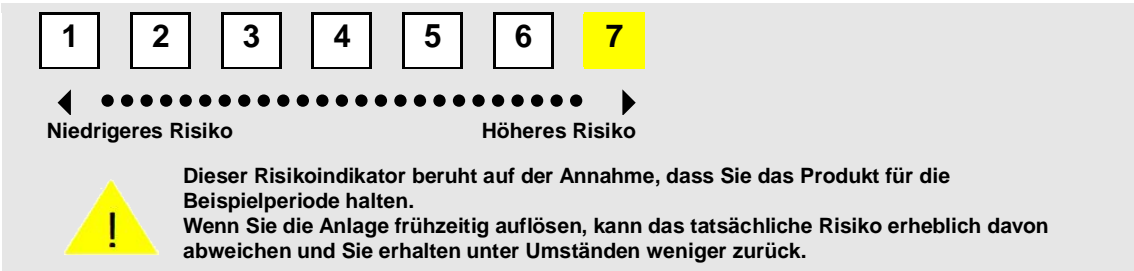 1 2 3 4 5 6 7
Niedrigeres Risiko Höheres Risiko
Dieser Risikoindikator beruht auf der Annahme, dass Sie das Produkt für die
Beispielperiode halten.
Wenn Sie die Anlage frühzeitig auflösen, kann das tatsächliche Risiko erheblich davon
abweichen und Sie erhalten unter Umständen weniger zurück.
!